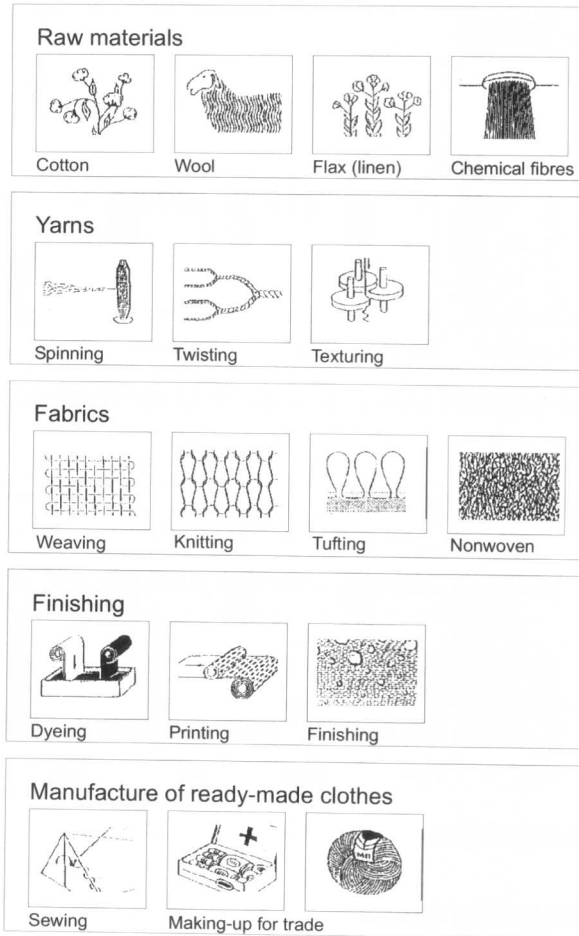 Raw materials
Cotton Wool Flax (linen) Chemical fibres
Yarns
Spinning Twisting Texturing
Fabrics
Weaving Knitting Tufting Nonwoven
Finishing
Dyeing Printing Finishing
Manufacture of ready-made clothes
Sewing Making-up for trade